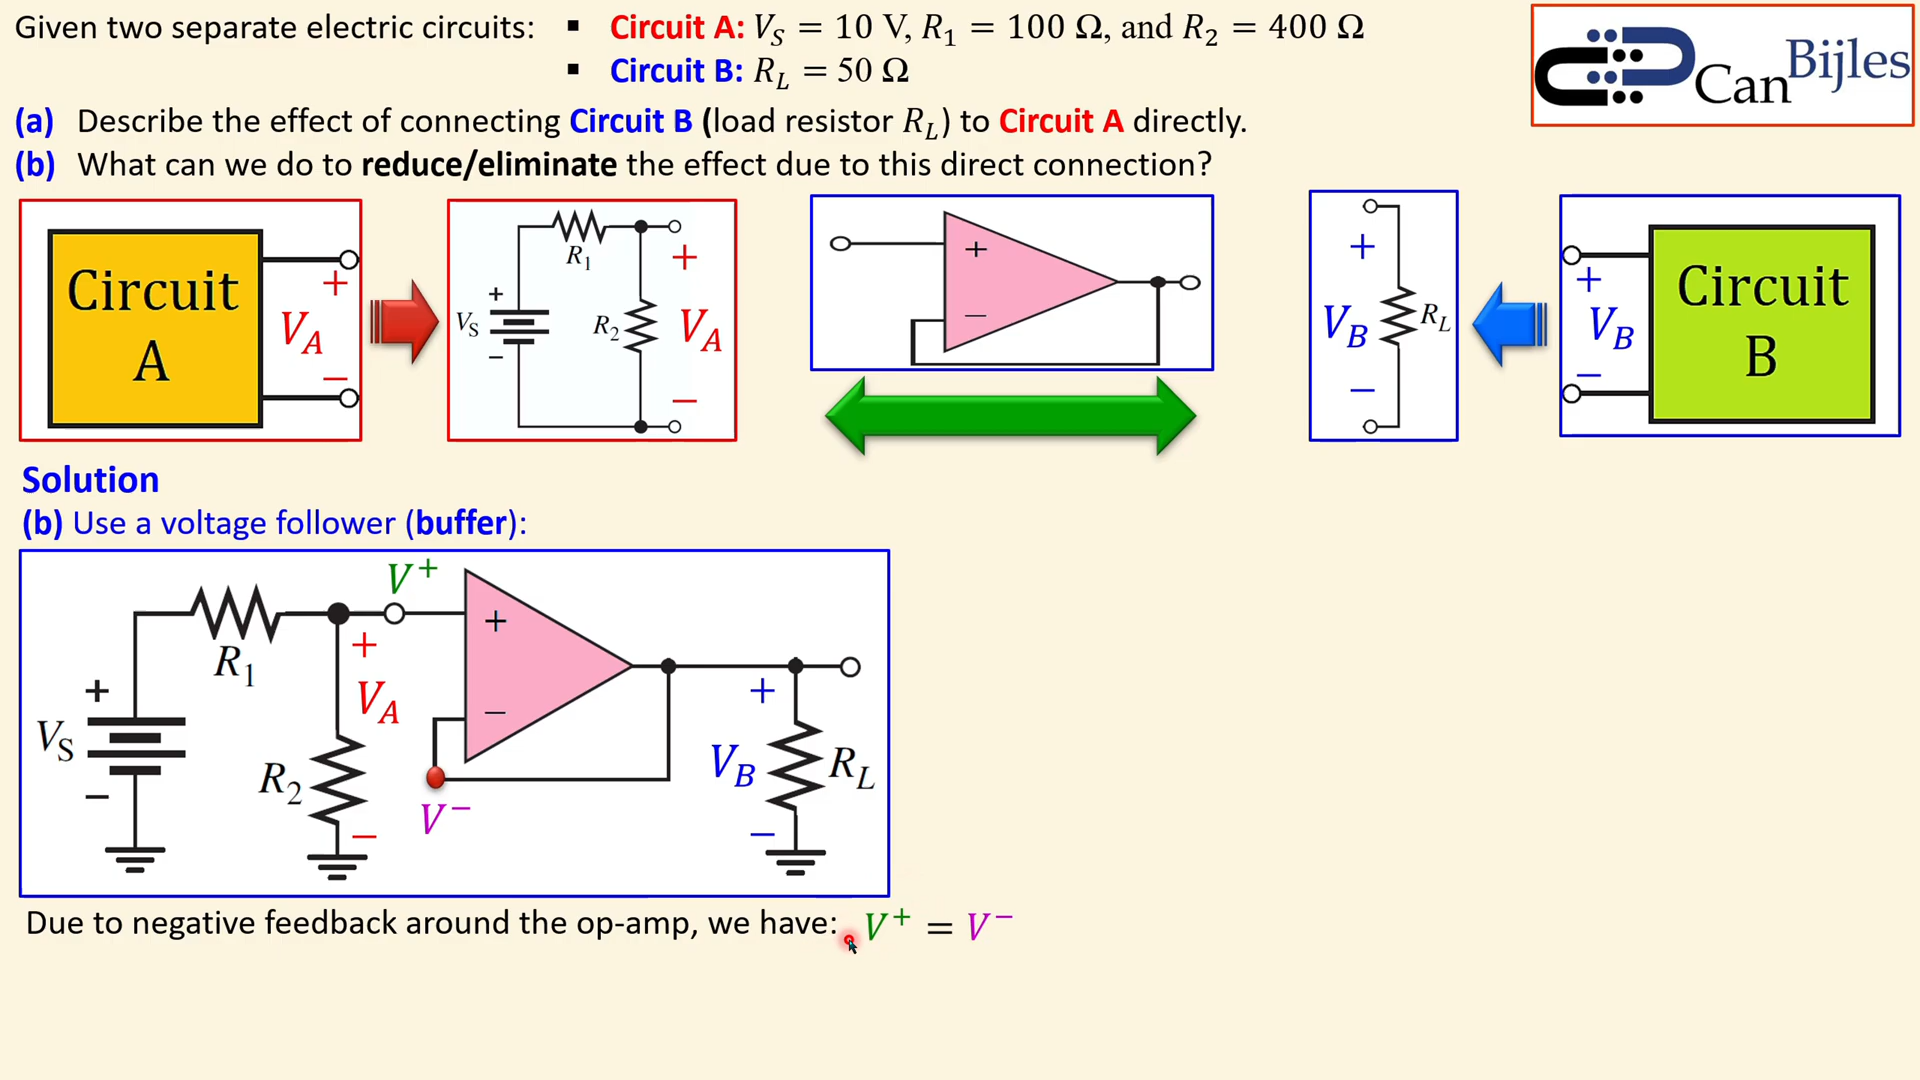 Given two separate electric circuits: ▪ Circuit A: V_S = 10 V, R_1 = 100 Ω, and R_2 = 400 Ω
▪ Circuit B: R_L = 50 Ω
CanBijles
(a) Describe the effect of connecting Circuit B (load resistor R_L) to Circuit A directly.
(b) What can we do to reduce/eliminate the effect due to this direct connection?
Circuit
A
+
V_A
−
R_1
+
V_S
−
R_2
+
V_A
−
+
−
+
V_B
−
R_L
+
V_B
−
Circuit
B
Solution
(b) Use a voltage follower (buffer):
V^+
R_1
+
V_S
−
+
V_A
−
R_2
+
−
V^−
+
V_B
−
R_L
Due to negative feedback around the op-amp, we have: V^+ = V^−